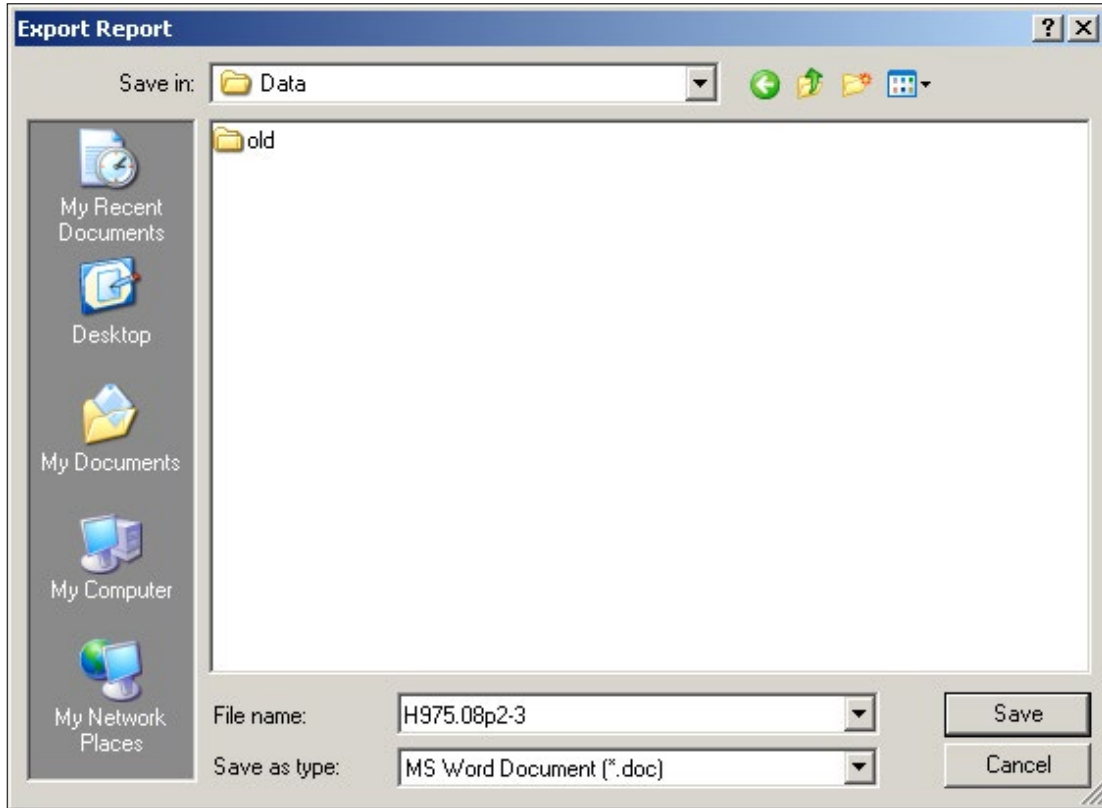 Export Report
Save in:
Data
old
My Recent
Documents
Desktop
My Documents
My Computer
My Network
Places
File name:
H975.08p2-3
Save
Save as type:
MS Word Document (*.doc)
Cancel